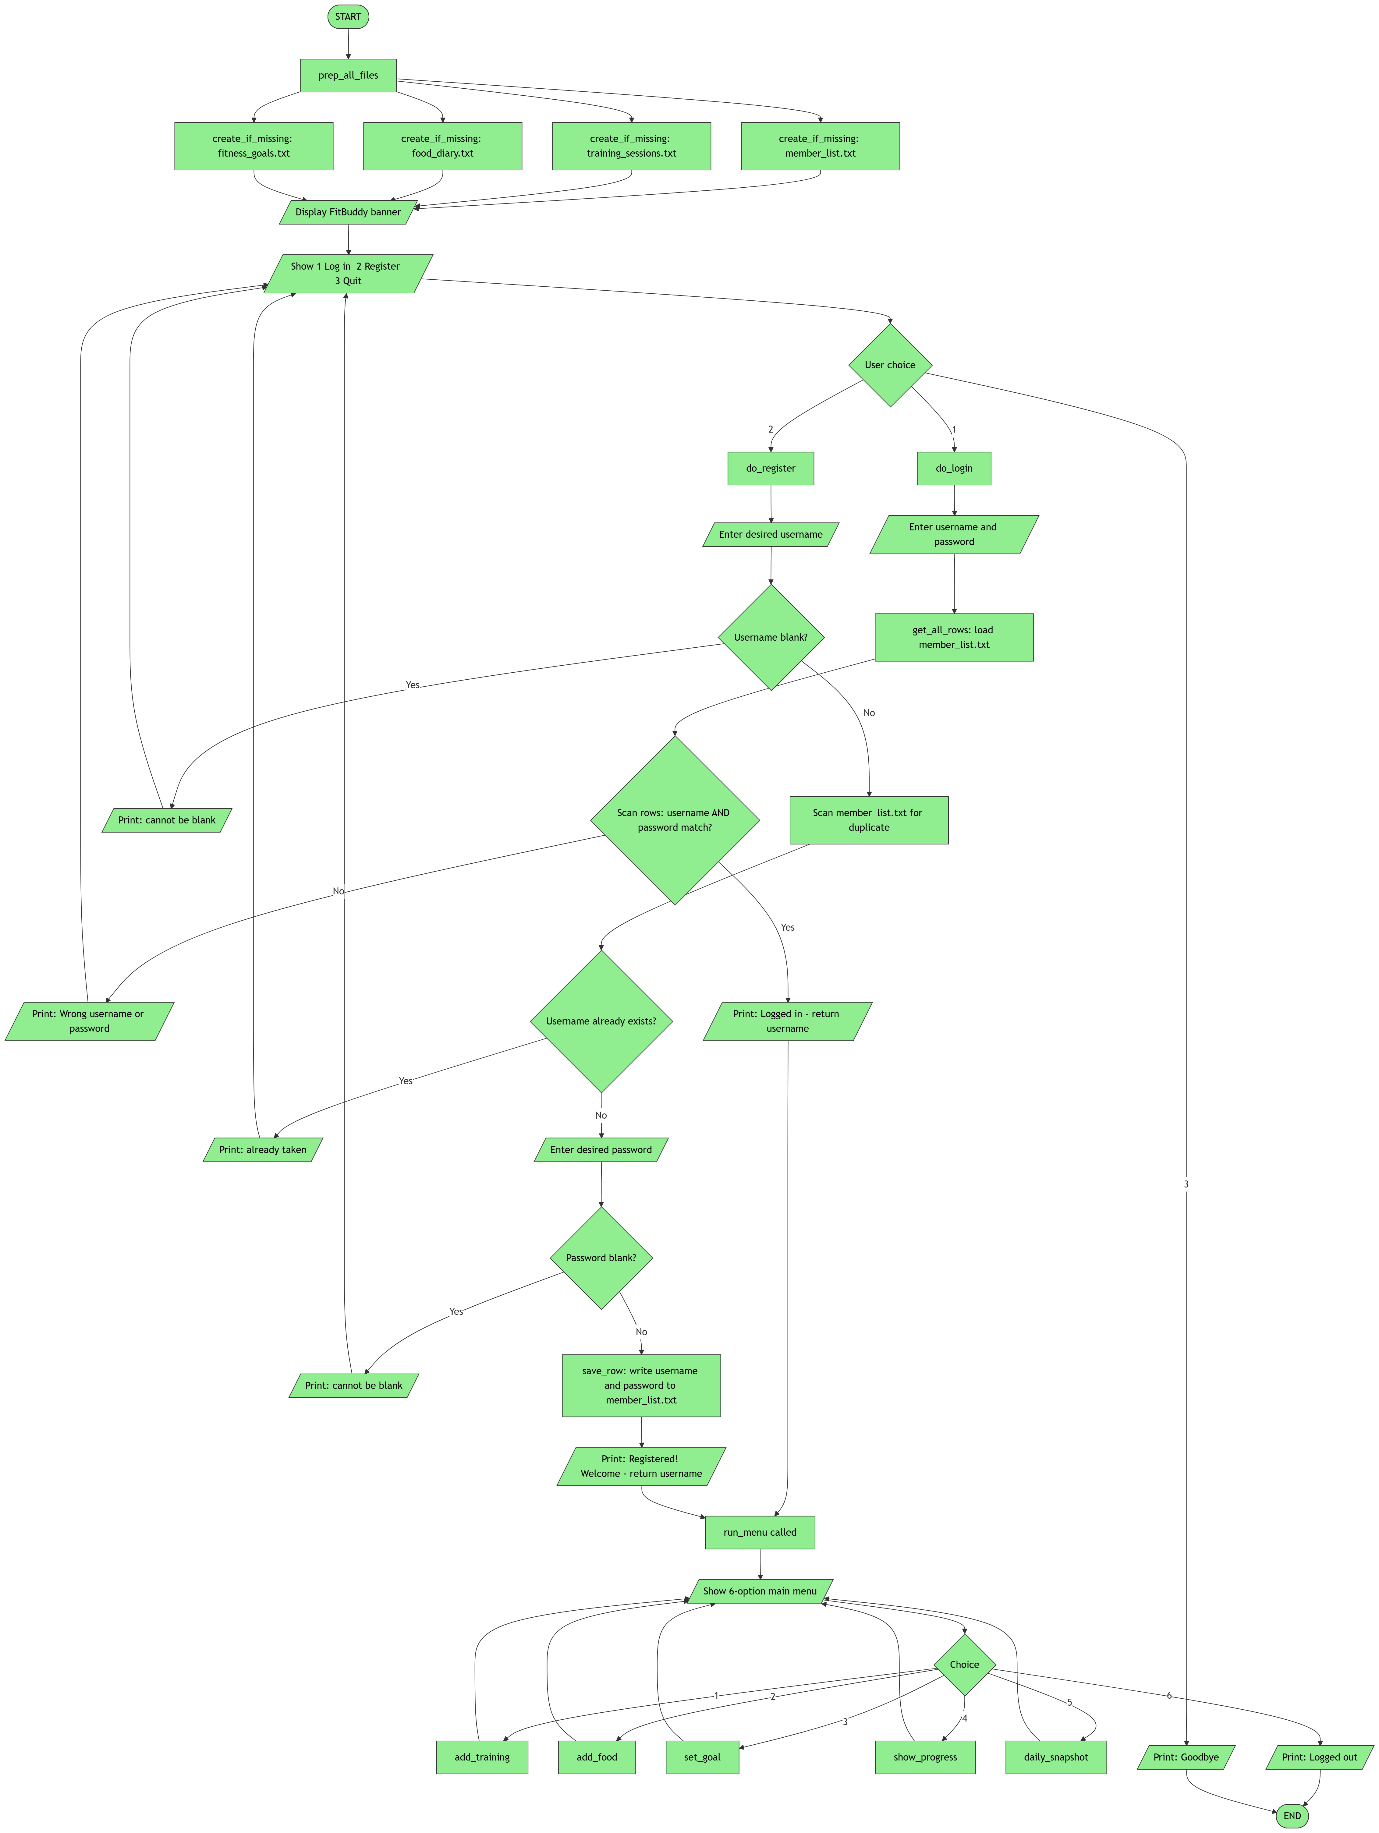 START
prep_all_files
create_if_missing:
fitness_goals.txt
create_if_missing:
food_diary.txt
create_if_missing:
training_sessions.txt
create_if_missing:
member_list.txt
Display FitBuddy banner
Show 1 Log in  2 Register
3 Quit
User choice
2
1
do_register
do_login
Enter desired username
Enter username and
password
Username blank?
get_all_rows: load
member_list.txt
Yes
No
Print: cannot be blank
Scan rows: username AND
password match?
Scan member_list.txt for
duplicate
No
Yes
Print: Wrong username or
password
Username already exists?
Print: Logged in - return
username
Yes
No
Print: already taken
Enter desired password
3
Password blank?
Yes
No
Print: cannot be blank
save_row: write username
and password to
member_list.txt
Print: Registered!
Welcome - return username
run_menu called
Show 6-option main menu
Choice
1
2
3
4
5
6
add_training
add_food
set_goal
show_progress
daily_snapshot
Print: Goodbye
Print: Logged out
END